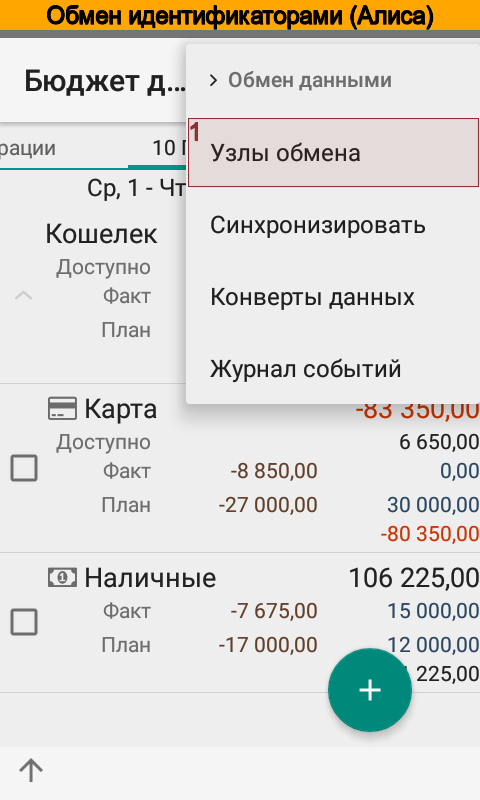 Обмен идентификаторами (Алиса)
Бюджет д...
Обмен данными
рации
10
1
Узлы обмена
Ср, 1 - Чт
Синхронизировать
Кошелек
Доступно
Факт
Конверты данных
План
Журнал событий
Карта -83 350,00
Доступно 6 650,00
Факт -8 850,00 0,00
План -27 000,00 30 000,00
-80 350,00
Наличные 106 225,00
Факт -7 675,00 15 000,00
План -17 000,00 12 000,00
225,00